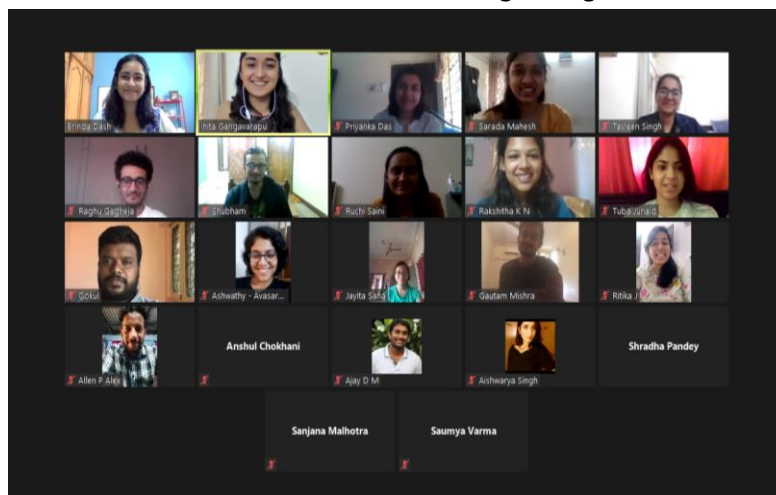 Brinda Dash
Ihita Gangavarapu
Priyanka Das
Sarada Mahesh
Tavleen Singh
Raghu Gagneja
Shubham
Ruchi Saini
Rakshitha K N
Tuba Junaid
Gokul
Ashwathy - Avasar...
Jayita Saha
Gautam Mishra
Ritika J
Allen P Alex
Anshul Chokhani
Ajay D M
Aishwarya Singh
Shradha Pandey
Sanjana Malhotra
Saumya Varma